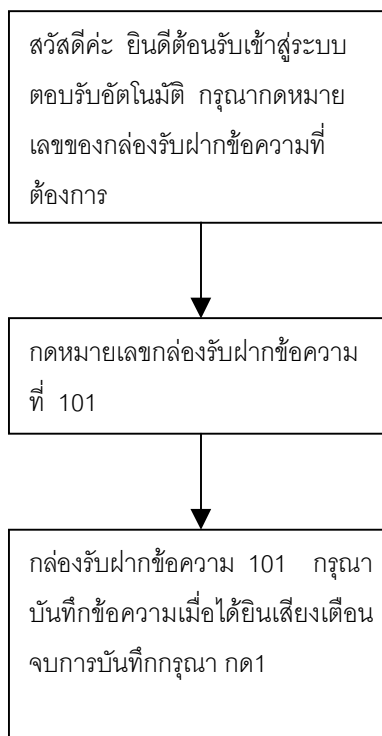 สวัสดีค่ะ ยินดีต้อนรับเข้าสู่ระบบ
ตอบรับอัตโนมัติ กรุณากดหมาย
เลขของกล่องรับฝากข้อความที่
ต้องการ
กดหมายเลขกล่องรับฝากข้อความ
ที่ 101
กล่องรับฝากข้อความ 101 กรุณา
บันทึกข้อความเมื่อได้ยินเสียงเตือน
จบการบันทึกกรุณา กด1